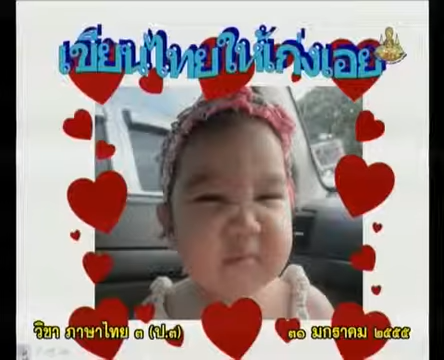 เขียนไทยให้เก่งเอย
วิชา ภาษาไทย ๓ (ป.๓)
๓๑ มกราคม ๒๕๕๕